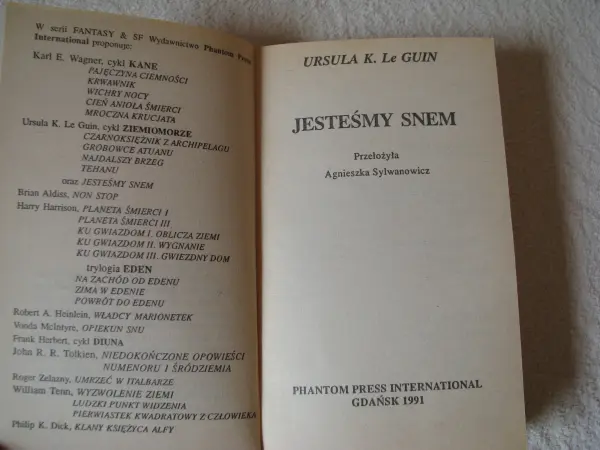 W serii FANTASY & SF Wydawnictwo Phantom Press
International proponuje:
Karl E. Wagner, cykl KANE
PAJĘCZYNA CIEMNOŚCI
KRWAWNIK
WICHRY NOCY
CIEŃ ANIOŁA ŚMIERCI
MROCZNA KRUCJATA
Ursula K. Le Guin, cykl ZIEMIOMORZE
CZARNOKSIĘŻNIK Z ARCHIPELAGU
GROBOWCE ATUANU
NAJDALSZY BRZEG
TEHANU
oraz JESTEŚMY SNEM
Brian Aldiss, NON STOP
Harry Harrison, PLANETA ŚMIERCI I
PLANETA ŚMIERCI III
KU GWIAZDOM I. OBLICZA ZIEMI
KU GWIAZDOM II. WYGNANIE
KU GWIAZDOM III. GWIEZDNY DOM
trylogia EDEN
NA ZACHÓD OD EDENU
ZIMA W EDENIE
POWRÓT DO EDENU
Robert A. Heinlein, WŁADCY MARIONETEK
Vonda McIntyre, OPIEKUN SNU
Frank Herbert, cykl DIUNA
John R. R. Tolkien, NIEDOKOŃCZONE OPOWIEŚCI
NUMENORU I ŚRÓDZIEMIA
Roger Zelazny, UMRZEĆ W ITALBARZE
William Tenn, WYZWOLENIE ZIEMI
LUDZKI PUNKT WIDZENIA
PIERWIASTEK KWADRATOWY Z CZŁOWIEKA
Philip K. Dick, KLANY KSIĘŻYCA ALFY
URSULA K. Le GUIN
JESTEŚMY SNEM
Przełożyła
Agnieszka Sylwanowicz
PHANTOM PRESS INTERNATIONAL
GDAŃSK 1991